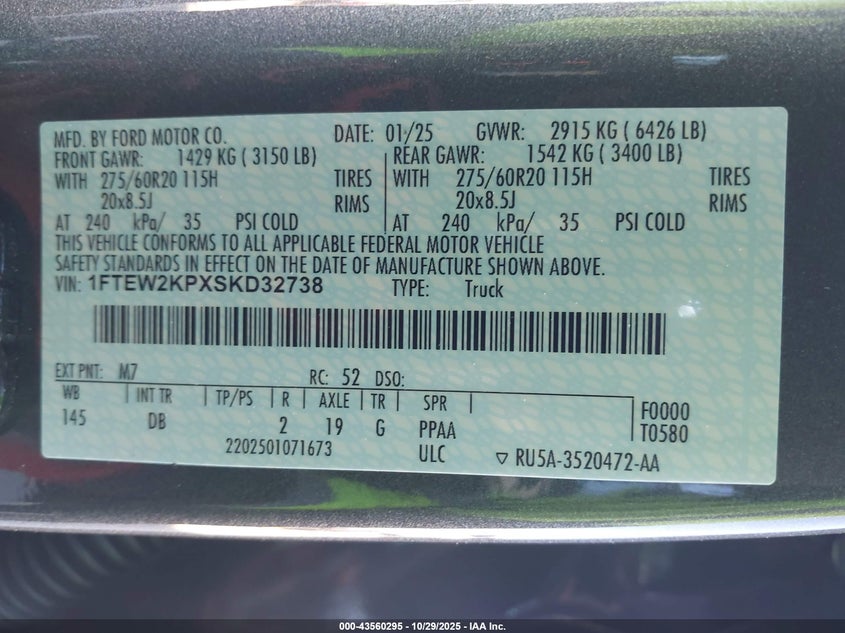 MFD. BY FORD MOTOR CO. DATE: 01/25 GVWR: 2915 KG ( 6426 LB)
FRONT GAWR: 1429 KG ( 3150 LB) REAR GAWR: 1542 KG ( 3400 LB)
WITH 275/60R20 115H TIRES WITH 275/60R20 115H TIRES
20x8.5J RIMS 20x8.5J RIMS
AT 240 kPa/ 35 PSI COLD AT 240 kPa/ 35 PSI COLD
THIS VEHICLE CONFORMS TO ALL APPLICABLE FEDERAL MOTOR VEHICLE
SAFETY STANDARDS IN EFFECT ON THE DATE OF MANUFACTURE SHOWN ABOVE.
VIN: 1FTEW2KPXSKD32738 TYPE: Truck
EXT PNT: M7 RC: 52 DSO:
WB INT TR TP/PS R AXLE TR SPR F0000
145 DB 2 19 G PPAA T0580
2202501071673 ULC RU5A-3520472-AA
000-43560295 - 10/29/2025 - IAA Inc.